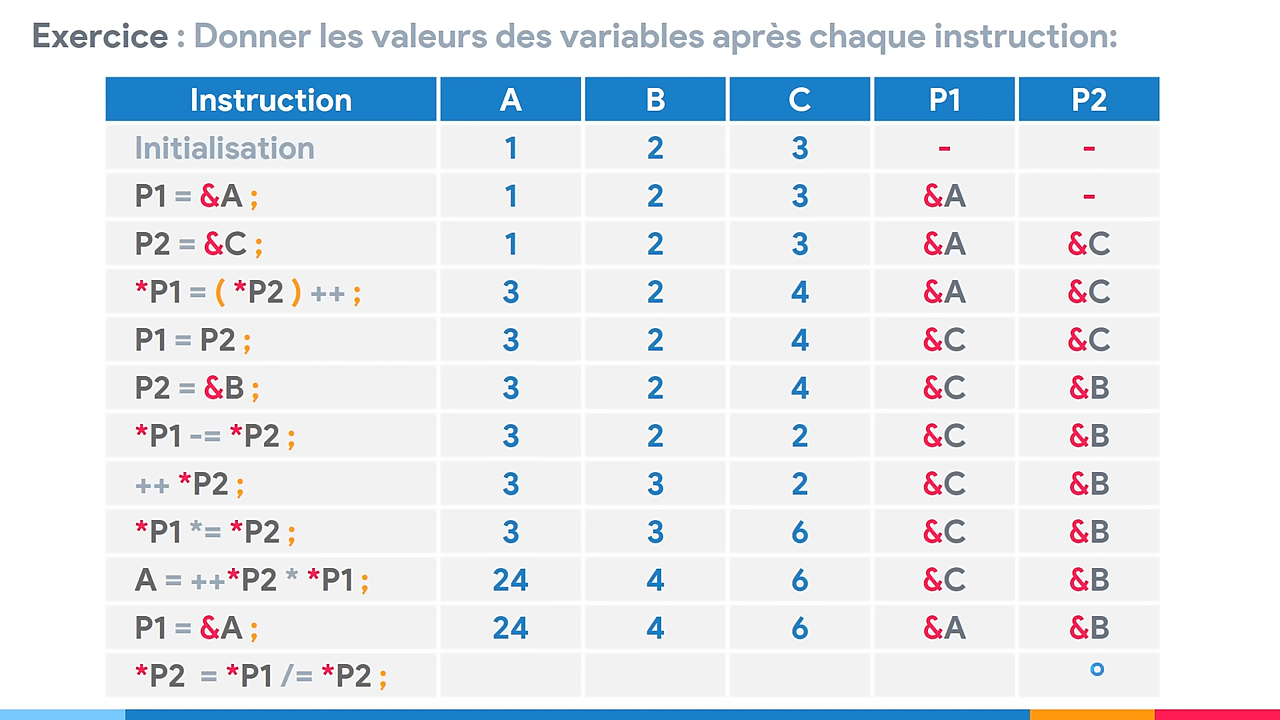 Exercice : Donner les valeurs des variables après chaque instruction:
Instruction A B C P1 P2
Initialisation 1 2 3 - -
P1 = &A ; 1 2 3 &A -
P2 = &C ; 1 2 3 &A &C
*P1 = ( *P2 ) ++ ; 3 2 4 &A &C
P1 = P2 ; 3 2 4 &C &C
P2 = &B ; 3 2 4 &C &B
*P1 -= *P2 ; 3 2 2 &C &B
++ *P2 ; 3 3 2 &C &B
*P1 *= *P2 ; 3 3 6 &C &B
A = ++*P2 * *P1 ; 24 4 6 &C &B
P1 = &A ; 24 4 6 &A &B
*P2 = *P1 /= *P2 ;